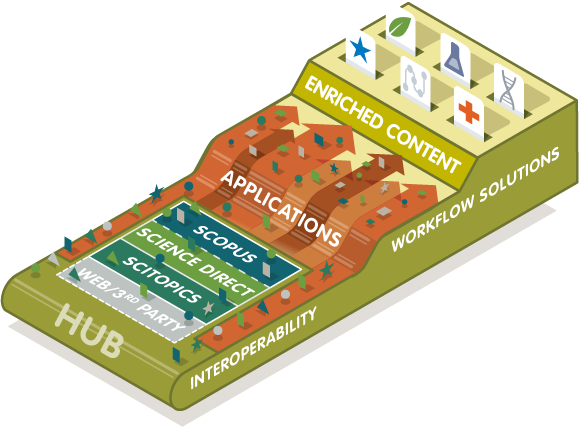 ENRICHED CONTENT
WORKFLOW SOLUTIONS
APPLICATIONS
SCOPUS
SCIENCE DIRECT
SCITOPICS
WEB/3RD PARTY
HUB
INTEROPERABILITY